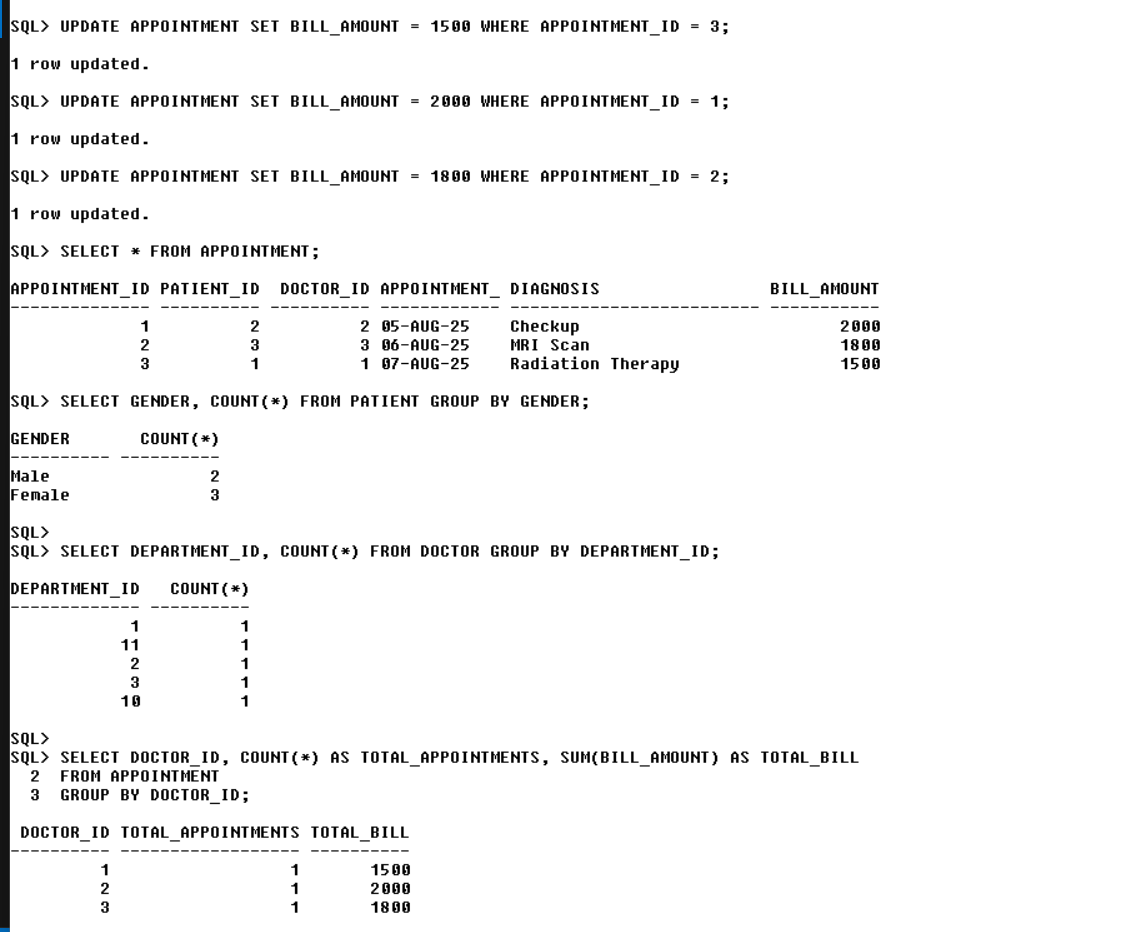 SQL> UPDATE APPOINTMENT SET BILL_AMOUNT = 1500 WHERE APPOINTMENT_ID = 3;
1 row updated.
SQL> UPDATE APPOINTMENT SET BILL_AMOUNT = 2000 WHERE APPOINTMENT_ID = 1;
1 row updated.
SQL> UPDATE APPOINTMENT SET BILL_AMOUNT = 1800 WHERE APPOINTMENT_ID = 2;
1 row updated.
SQL> SELECT * FROM APPOINTMENT;
APPOINTMENT_ID PATIENT_ID  DOCTOR_ID APPOINTMENT_ DIAGNOSIS                 BILL_AMOUNT
-------------- ---------- ---------- ------------ ------------------------- -----------
             1          2          2 05-AUG-25    Checkup                          2000
             2          3          3 06-AUG-25    MRI Scan                         1800
             3          1          1 07-AUG-25    Radiation Therapy                1500
SQL> SELECT GENDER, COUNT(*) FROM PATIENT GROUP BY GENDER;
GENDER       COUNT(*)
---------- ----------
Male                2
Female              3
SQL>
SQL> SELECT DEPARTMENT_ID, COUNT(*) FROM DOCTOR GROUP BY DEPARTMENT_ID;
DEPARTMENT_ID   COUNT(*)
------------- ----------
            1          1
           11          1
            2          1
            3          1
           10          1
SQL>
SQL> SELECT DOCTOR_ID, COUNT(*) AS TOTAL_APPOINTMENTS, SUM(BILL_AMOUNT) AS TOTAL_BILL
  2  FROM APPOINTMENT
  3  GROUP BY DOCTOR_ID;
 DOCTOR_ID TOTAL_APPOINTMENTS TOTAL_BILL
---------- ------------------ ----------
         1                  1       1500
         2                  1       2000
         3                  1       1800